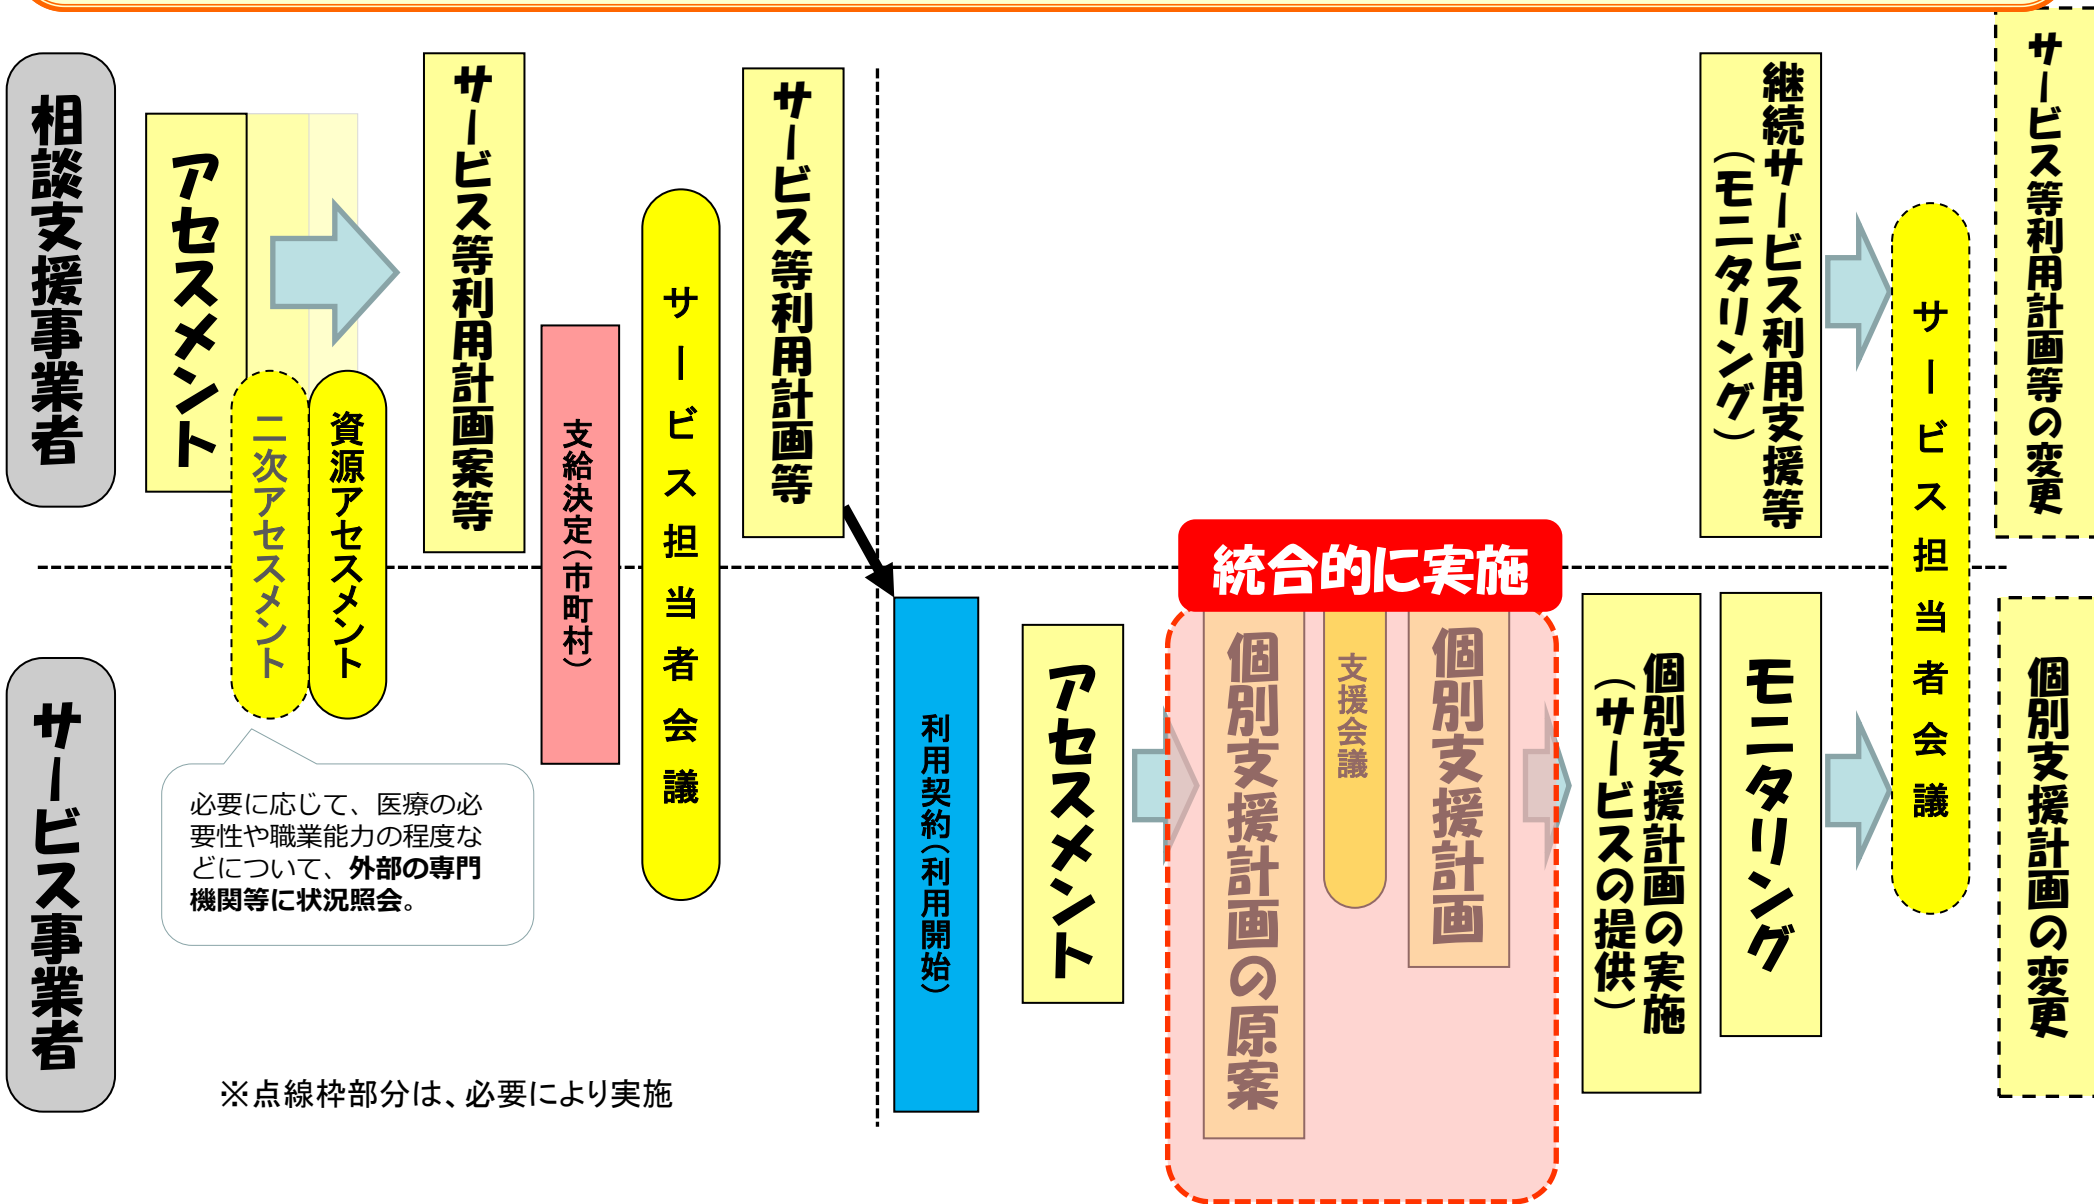 相談支援事業者
アセスメント
二次アセスメント
資源アセスメント
サービス等利用計画案等
支給決定（市町村）
サービス担当者会議
サービス等利用計画等
継続サービス利用支援等
（モニタリング）
サービス担当者会議
サービス等利用計画等の変更
サービス事業者
必要に応じて、医療の必
要性や職業能力の程度な
どについて、外部の専門
機関等に状況照会。
利用契約（利用開始）
アセスメント
統合的に実施
個別支援計画の原案
支援会議
個別支援計画
個別支援計画の実施
（サービスの提供）
モニタリング
個別支援計画の変更
※点線枠部分は、必要により実施